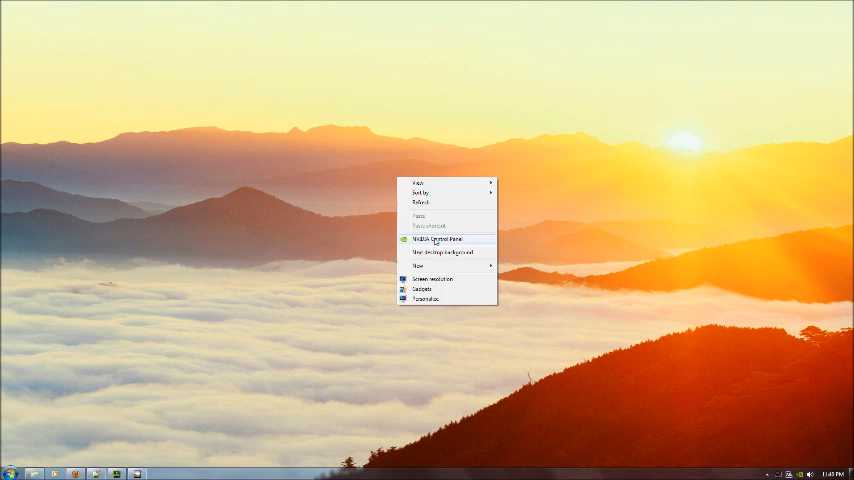 View
Sort by
Refresh
Paste
Paste shortcut
NVIDIA Control Panel
Next desktop background
New
Screen resolution
Gadgets
Personalize
11:40 PM